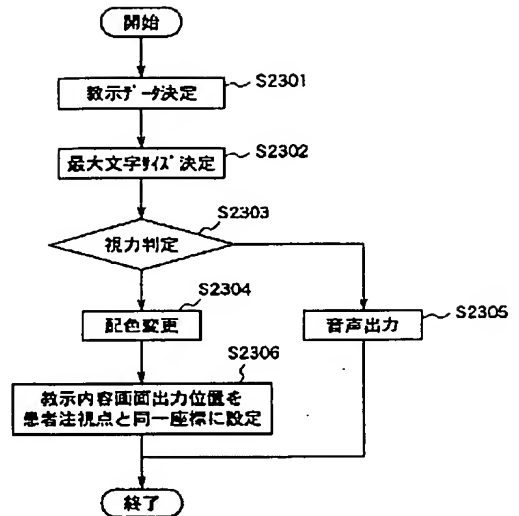 開始
教示データ決定
S2301
最大文字サイズ決定
S2302
視力判定
S2303
配色変更
S2304
音声出力
S2305
教示内容画面出力位置を
患者注視点と同一座標に設定
S2306
終了